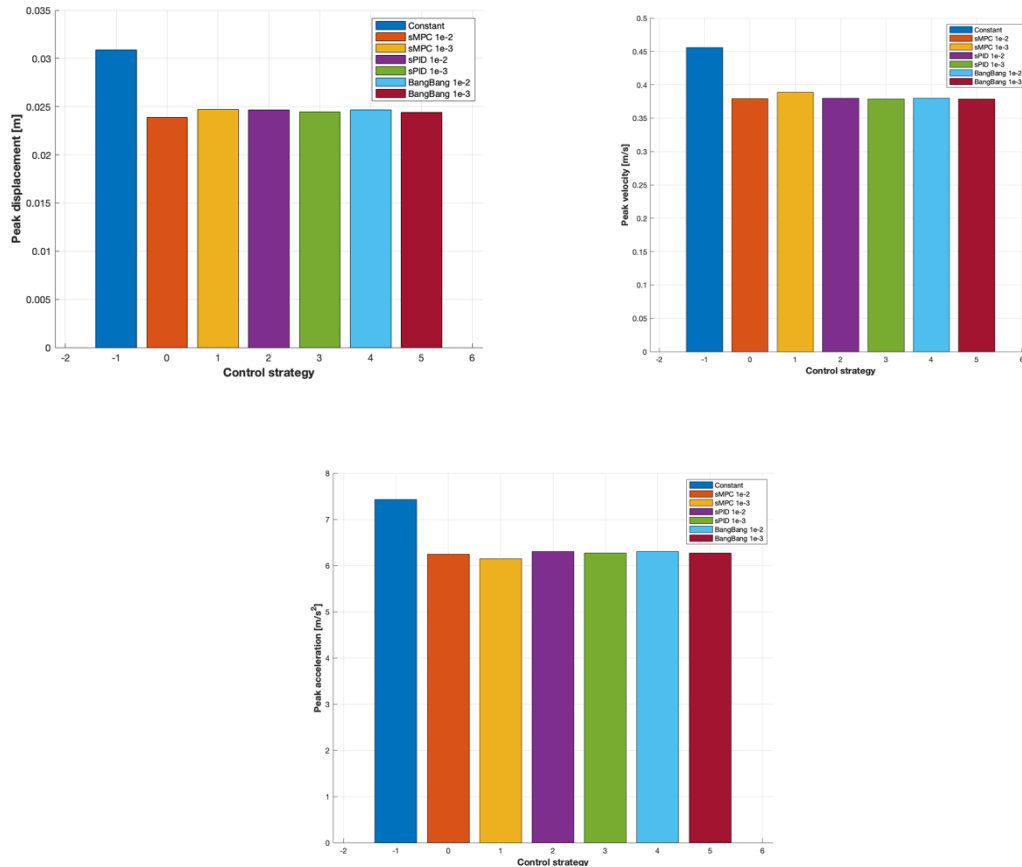 0.035
0.03
0.025
0.02
0.015
0.01
0.005
0
Peak displacement [m]
-2 -1 0 1 2 3 4 5 6
Control strategy
Constant
sMPC 1e-2
sMPC 1e-3
sPID 1e-2
sPID 1e-3
BangBang 1e-2
BangBang 1e-3
0.5
0.45
0.4
0.35
0.3
0.25
0.2
0.15
0.1
0.05
0
Peak velocity [m/s]
-2 -1 0 1 2 3 4 5 6
Control strategy
Constant
sMPC 1e-2
sMPC 1e-3
sPID 1e-2
sPID 1e-3
BangBang 1e-2
BangBang 1e-3
8
7
6
5
4
3
2
1
0
Peak acceleration [m/s²]
-2 -1 0 1 2 3 4 5 6
Control strategy
Constant
sMPC 1e-2
sMPC 1e-3
sPID 1e-2
sPID 1e-3
BangBang 1e-2
BangBang 1e-3